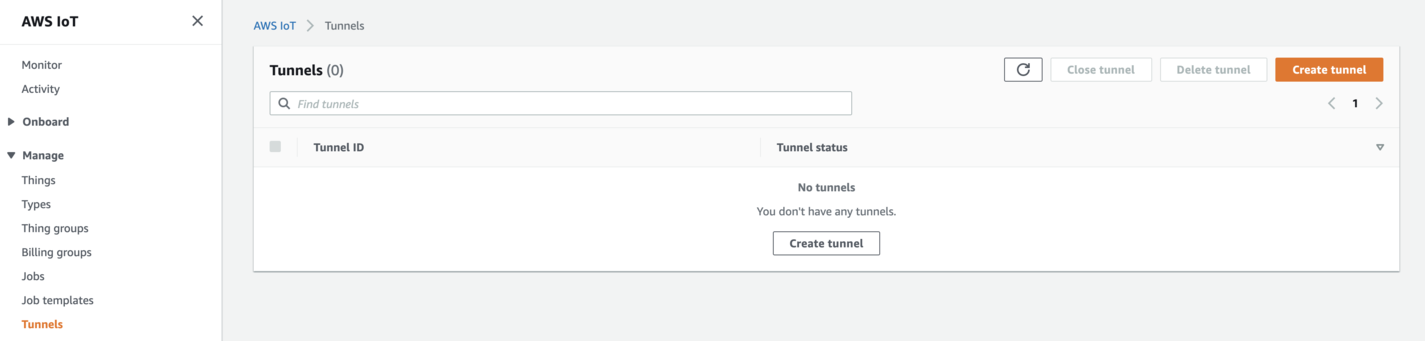 AWS IoT
Monitor
Activity
Onboard
Manage
Things
Types
Thing groups
Billing groups
Jobs
Job templates
Tunnels
AWS IoT Tunnels
Tunnels (0) Close tunnel Delete tunnel Create tunnel
Find tunnels 1
Tunnel ID Tunnel status
No tunnels
You don't have any tunnels.
Create tunnel